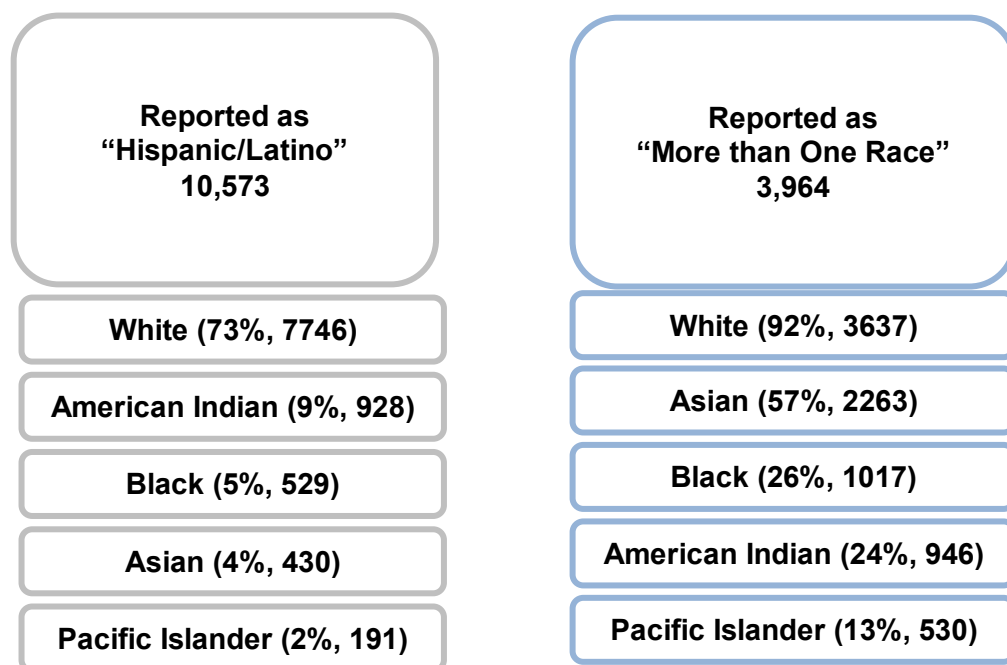 Reported as
“Hispanic/Latino”
10,573
White (73%, 7746)
American Indian (9%, 928)
Black (5%, 529)
Asian (4%, 430)
Pacific Islander (2%, 191)
Reported as
“More than One Race”
3,964
White (92%, 3637)
Asian (57%, 2263)
Black (26%, 1017)
American Indian (24%, 946)
Pacific Islander (13%, 530)